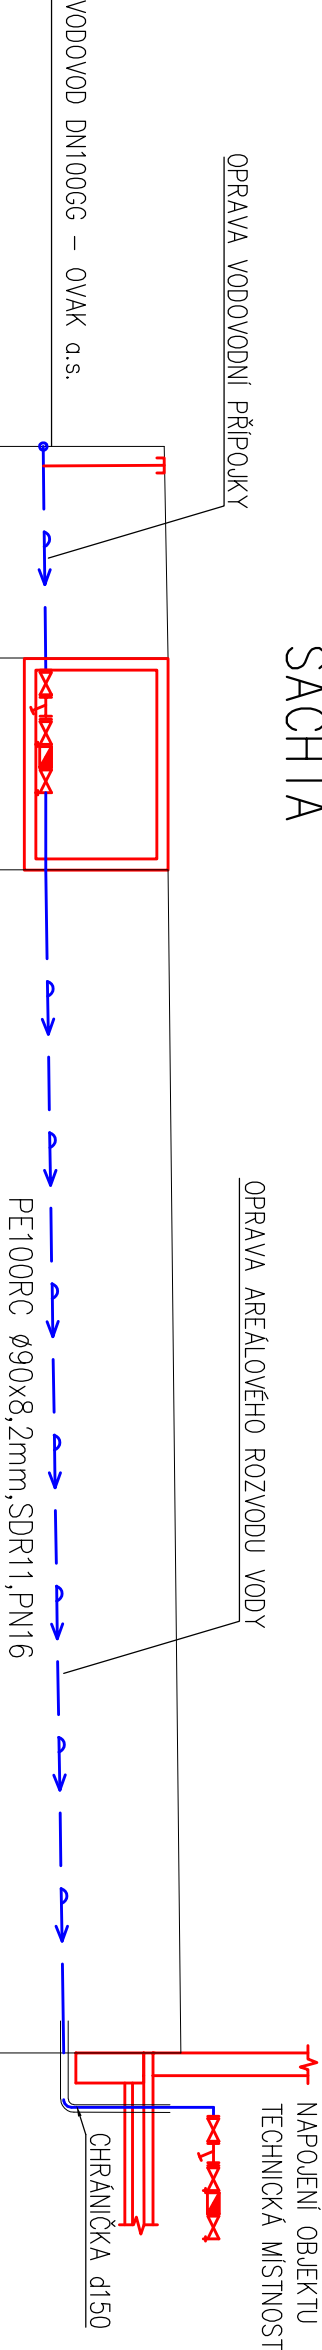 VODOVOD DN100GG – OVAK a.s.
OPRAVA VODOVODNÍ PŘÍPOJKY
OPRAVA AREÁLOVÉHO ROZVODU VODY
PE100RC Ø90x8,2mm,SDR11,PN16
NAPOJENÍ OBJEKTU
TECHNICKÁ MÍSTNOST
CHRÁNIČKA d150